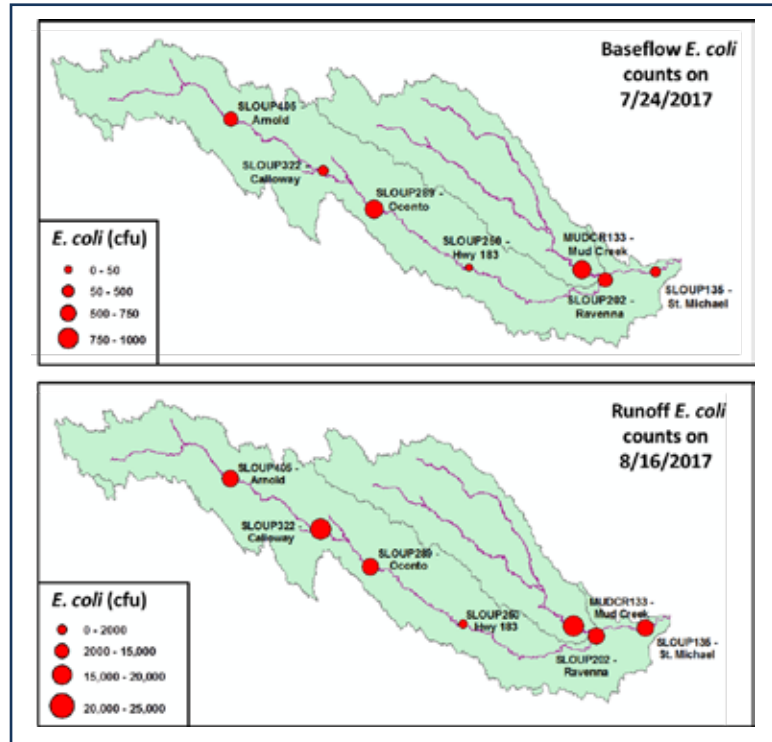 Baseflow E. coli
counts on
7/24/2017
SLOUP405 -
Arnold
SLOUP322 -
Calloway
SLOUP289 -
Oconto
SLOUP250 -
Hwy 183
MUDCR133 -
Mud Creek
SLOUP202 -
Ravenna
SLOUP135 -
St. Michael
E. coli (cfu)
0 - 50
50 - 500
500 - 750
750 - 1000
Runoff E. coli
counts on
8/16/2017
SLOUP405 -
Arnold
SLOUP322 -
Calloway
SLOUP289 -
Oconto
SLOUP250 -
Hwy 183
MUDCR133 -
Mud Creek
SLOUP202 -
Ravenna
SLOUP135 -
St. Michael
E. coli (cfu)
0 - 2000
2000 - 15,000
15,000 - 20,000
20,000 - 25,000